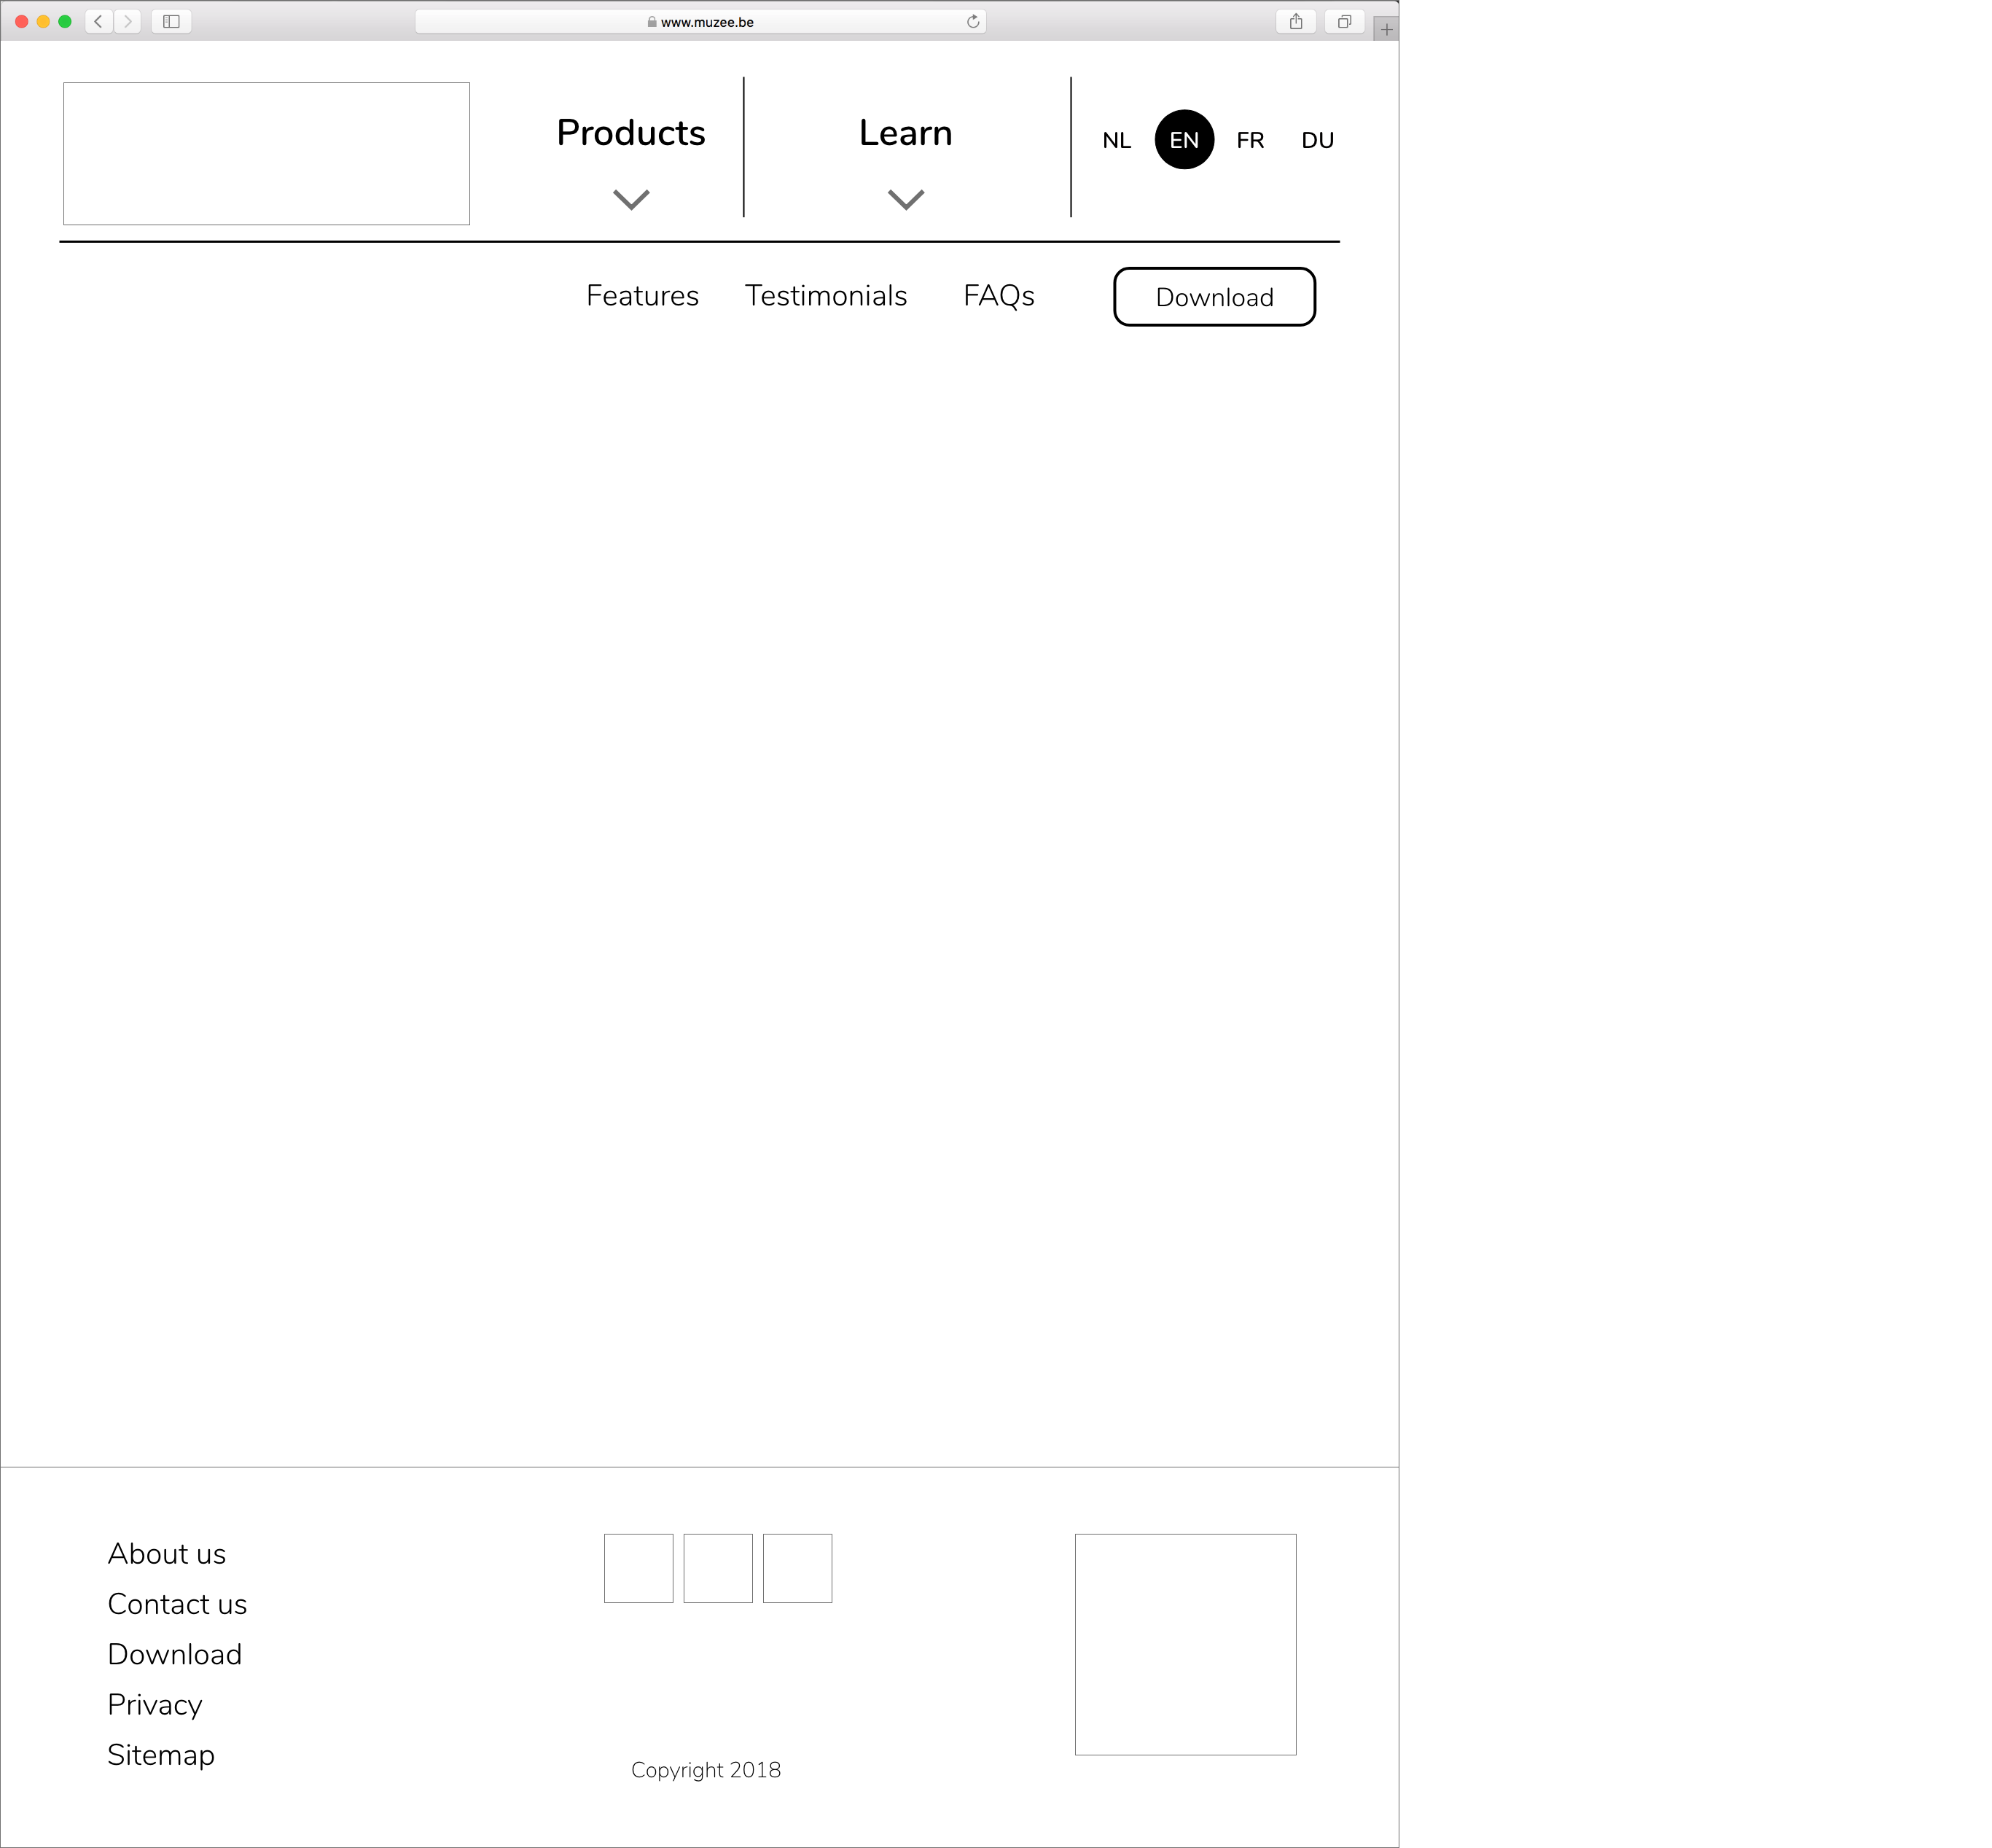 www.muzee.be
Products
Learn
NL EN FR DU
Features Testimonials FAQs Download
About us
Contact us
Download
Privacy
Sitemap
Copyright 2018